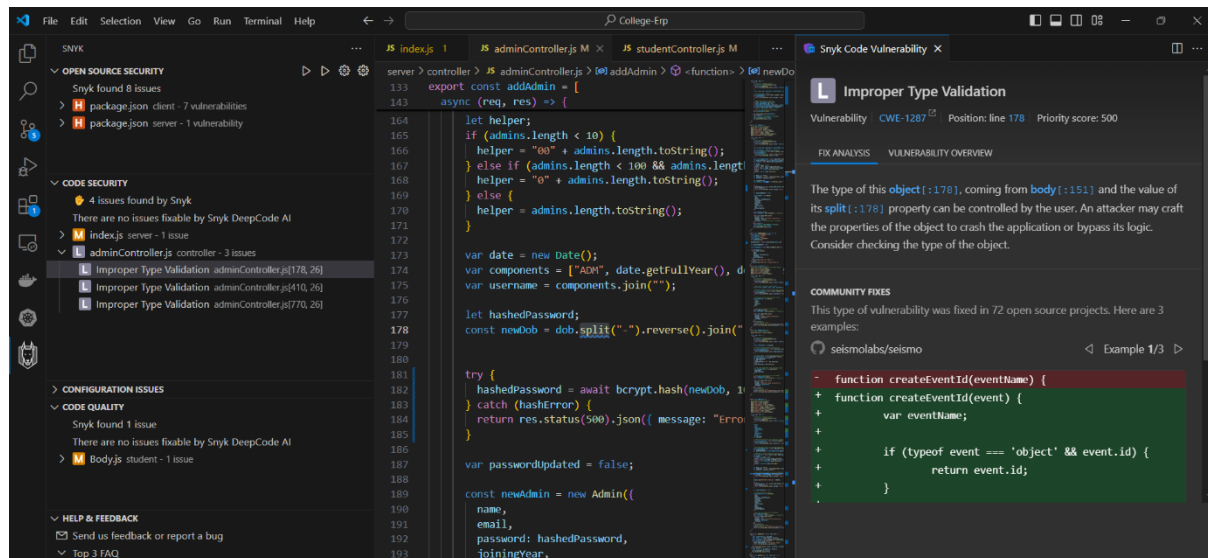 File Edit Selection View Go Run Terminal Help
College-Erp
SNYK
OPEN SOURCE SECURITY
Snyk found 8 issues
package.json client - 7 vulnerabilities
package.json server - 1 vulnerability
CODE SECURITY
4 issues found by Snyk
There are no issues fixable by Snyk DeepCode AI
index.js server - 1 issue
adminController.js controller - 3 issues
Improper Type Validation adminController.js[178, 26]
Improper Type Validation adminController.js[410, 26]
Improper Type Validation adminController.js[770, 26]
CONFIGURATION ISSUES
CODE QUALITY
Snyk found 1 issue
There are no issues fixable by Snyk DeepCode AI
Body.js student - 1 issue
HELP & FEEDBACK
Send us feedback or report a bug
Top 3 FAQ
JS index.js 1 JS adminController.js M JS studentController.js M
server > controller > JS adminController.js > addAdmin > <function> > newDo
133 export const addAdmin = [
143 async (req, res) => {
164 let helper;
165 if (admins.length < 10) {
166 helper = "00" + admins.length.toString();
167 } else if (admins.length < 100 && admins.lengt
168 helper = "0" + admins.length.toString();
169 } else {
170 helper = admins.length.toString();
171 }
172
173 var date = new Date();
174 var components = ["ADM", date.getFullYear(), d
175 var username = components.join("");
176
177 let hashedPassword;
178 const newDob = dob.split("-").reverse().join("
179
180
181 try {
182 hashedPassword = await bcrypt.hash(newDob, 1
183 } catch (hashError) {
184 return res.status(500).json({ message: "Erro
185 }
186
187 var passwordUpdated = false;
188
189 const newAdmin = new Admin({
190 name,
191 email,
192 password: hashedPassword,
193 joiningYear,
Snyk Code Vulnerability
L Improper Type Validation
Vulnerability CWE-1287 Position: line 178 Priority score: 500
FIX ANALYSIS VULNERABILITY OVERVIEW
The type of this object[:178], coming from body[:151] and the value of
its split[:178] property can be controlled by the user. An attacker may craft
the properties of the object to crash the application or bypass its logic.
Consider checking the type of the object.
COMMUNITY FIXES
This type of vulnerability was fixed in 72 open source projects. Here are 3
examples:
seismolabs/seismo Example 1/3
- function createEventId(eventName) {
+ function createEventId(event) {
+ var eventName;
+
+ if (typeof event === 'object' && event.id) {
+ return event.id;
+ }